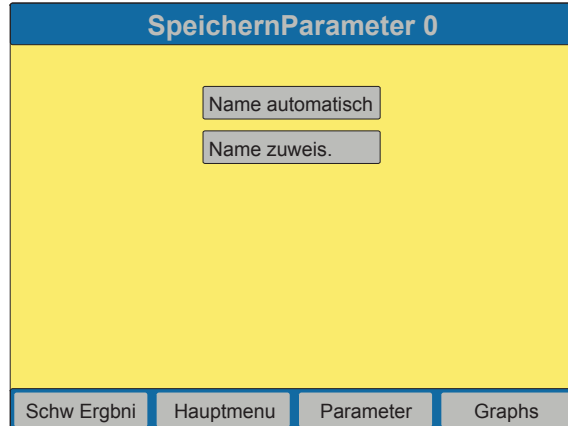 SpeichernParameter 0
Name automatisch
Name zuweis.
Schw Ergbni Hauptmenu Parameter Graphs